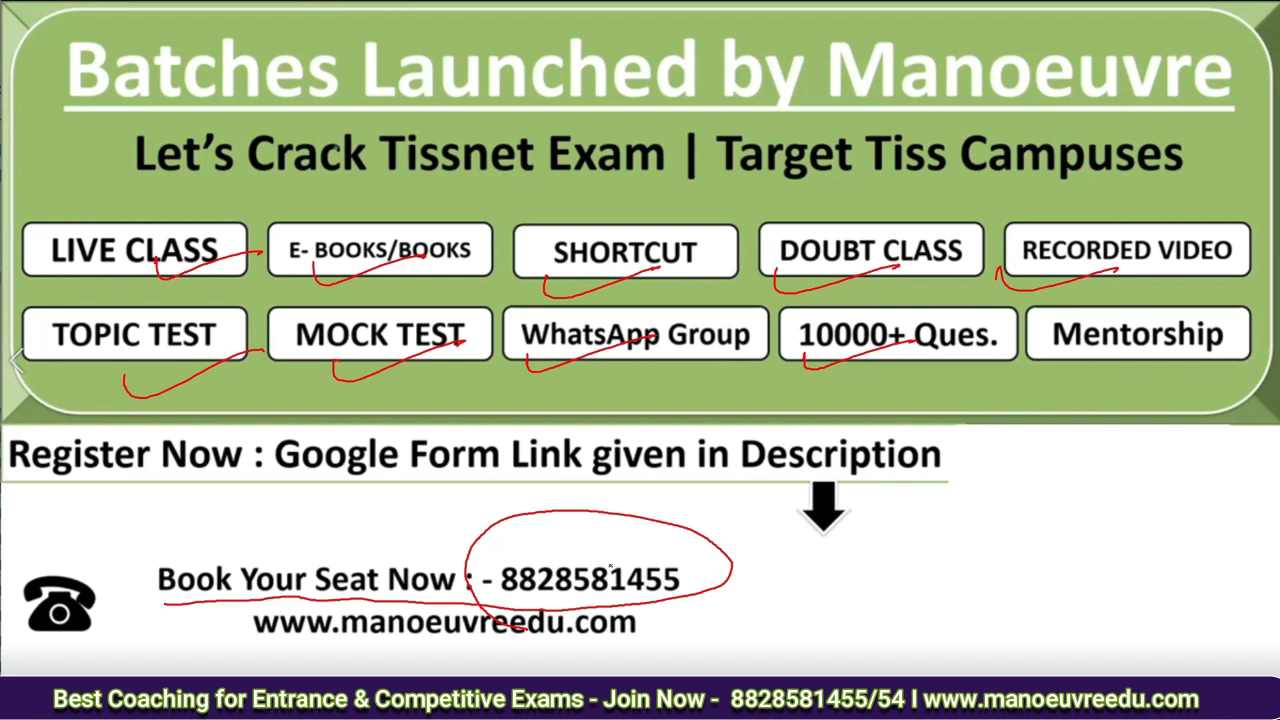 Batches Launched by Manoeuvre
Let's Crack Tissnet Exam | Target Tiss Campuses
LIVE CLASS E- BOOKS/BOOKS SHORTCUT DOUBT CLASS RECORDED VIDEO
TOPIC TEST MOCK TEST WhatsApp Group 10000+ Ques. Mentorship
Register Now : Google Form Link given in Description
Book Your Seat Now : - 8828581455
www.manoeuvreedu.com
Best Coaching for Entrance & Competitive Exams - Join Now - 8828581455/54 I www.manoeuvreedu.com